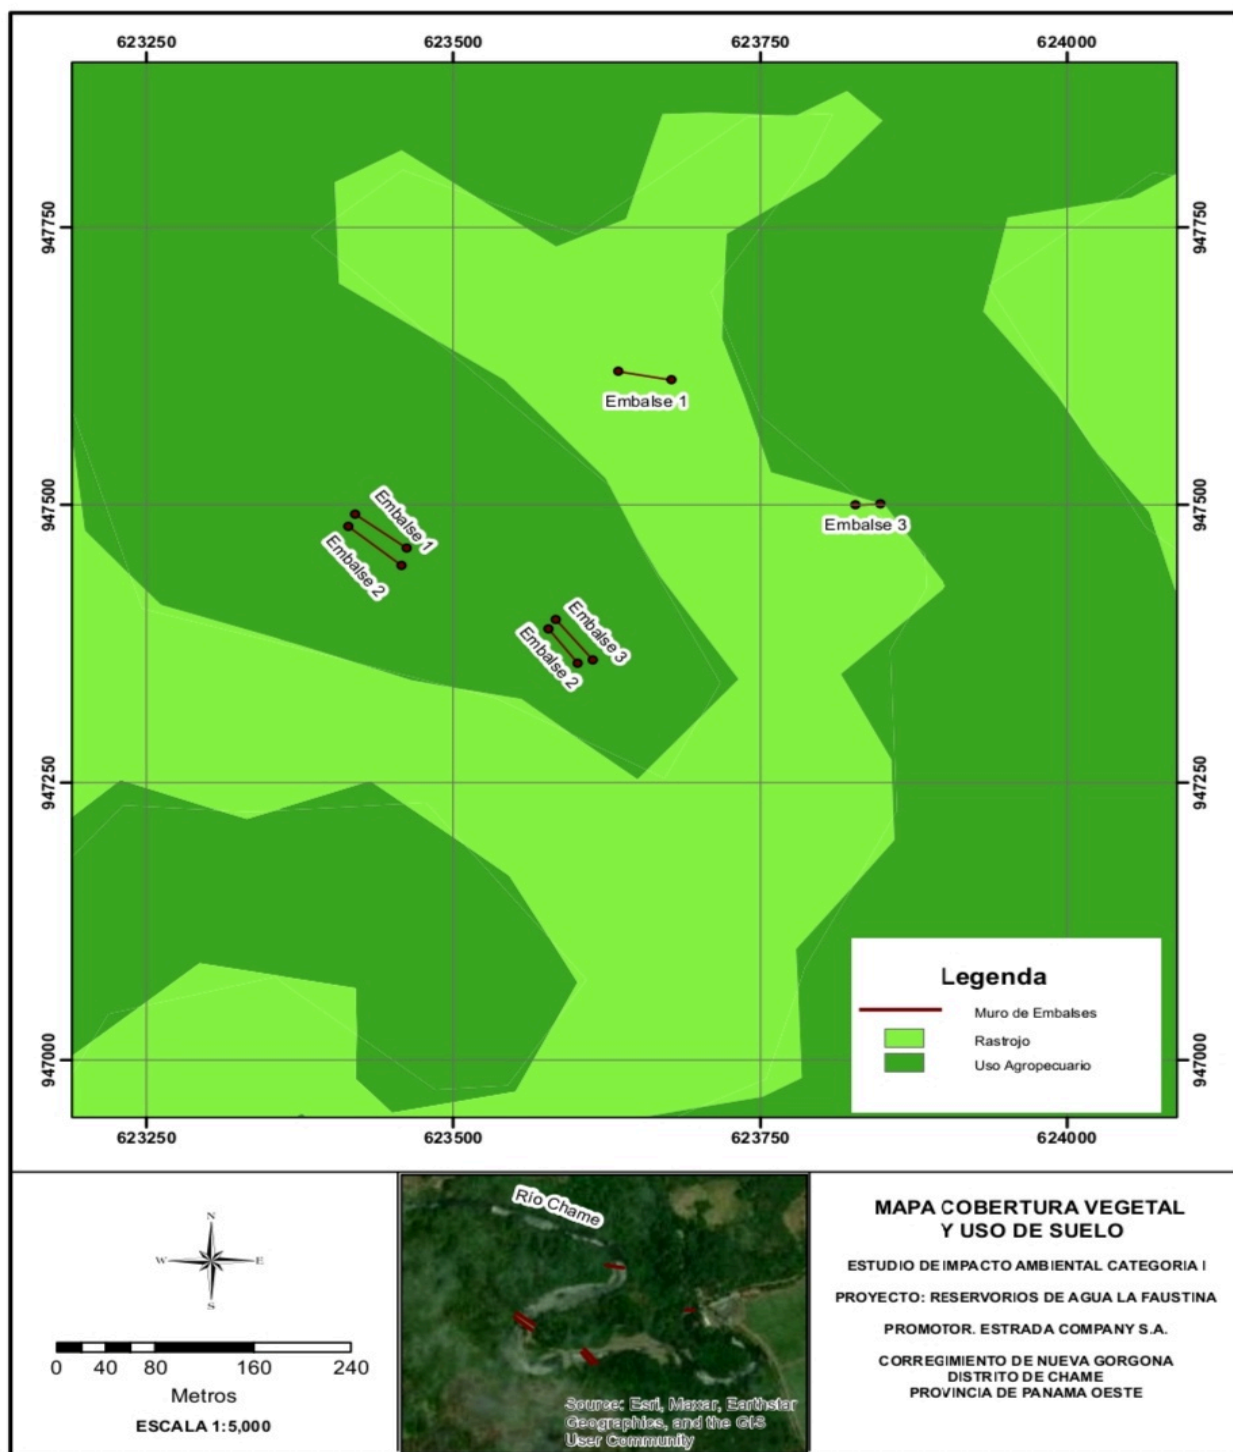 623250 623500 623750 624000
947750 947750
Embalse 1
947500 947500
Embalse 1
Embalse 3
Embalse 2
Embalse 3
Embalse 2
947250 947250
Legenda
Muro de Embalses
Rastrojo
Uso Agropecuario
947000 947000
623250 623500 623750 624000
N
W E
S
0 40 80 160 240
Metros
ESCALA 1:5,000
Río Chame
Source: Esri, Maxar, Earthstar
Geographics, and the GIS
User Community
MAPA COBERTURA VEGETAL
Y USO DE SUELO
ESTUDIO DE IMPACTO AMBIENTAL CATEGORIA I
PROYECTO: RESERVORIOS DE AGUA LA FAUSTINA
PROMOTOR. ESTRADA COMPANY S.A.
CORREGIMIENTO DE NUEVA GORGONA
DISTRITO DE CHAME
PROVINCIA DE PANAMA OESTE